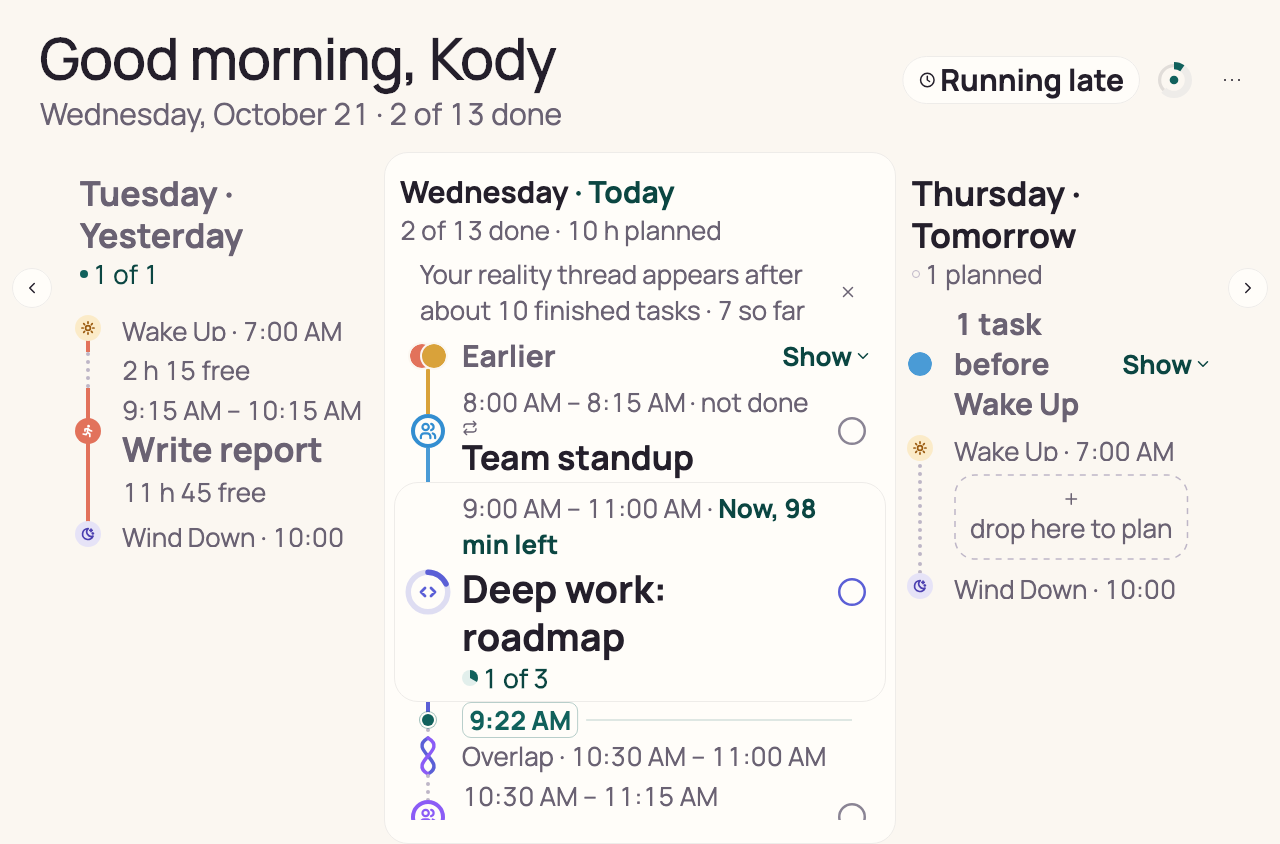 Good morning, Kody
Wednesday, October 21 · 2 of 13 done
Running late
Tuesday ·
Yesterday
1 of 1
Wake Up · 7:00 AM
2 h 15 free
9:15 AM – 10:15 AM
Write report
11 h 45 free
Wind Down · 10:00
Wednesday · Today
2 of 13 done · 10 h planned
Your reality thread appears after
about 10 finished tasks · 7 so far
Earlier
Show
8:00 AM – 8:15 AM · not done
Team standup
9:00 AM – 11:00 AM · Now, 98
min left
Deep work:
roadmap
1 of 3
9:22 AM
Overlap · 10:30 AM – 11:00 AM
10:30 AM – 11:15 AM
Thursday ·
Tomorrow
1 planned
1 task
before
Wake Up
Show
Wake Up · 7:00 AM
+
drop here to plan
Wind Down · 10:00